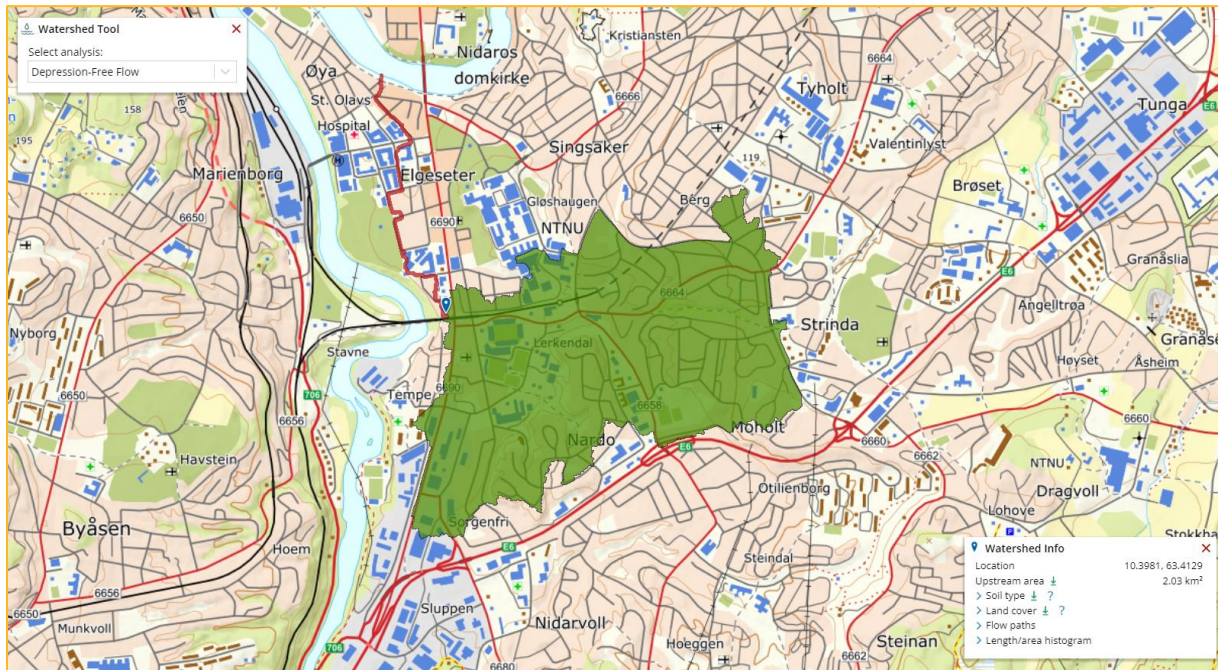 Watershed Tool
Select analysis:
Depression-Free Flow
Kristiansten
Nidaros
domkirke
Øya
St. Olavs
Hospital
6664
6666
Tyholt
Tunga
E6
158
195
Valentinlyst
Singsaker
119
Marienborg
Elgeseter
Brøset
Gløshaugen
Berg
6650
6690
NTNU
Granåslia
E6
6664
Angelltrøa
Strinda
Nyborg
Lerkendal
Granåse
Stavne
Høyset
Åsheim
Tempe
6690
706
6650
6656
6658
6660
Nardo
Moholt
E6
6660
Havstein
6662
NTNU
Otilienborg
Dragvoll
Byåsen
Sorgenfri
Lohove
Hoem
E6
Steindal
Stokkha
6656
6650
Sluppen
Munkvoll
Nidarvoll
Hoeggen
Steinan
706
6680
6662
Watershed Info
Location 10.3981, 63.4129
Upstream area 2.03 km²
Soil type ?
Land cover ?
Flow paths
Length/area histogram